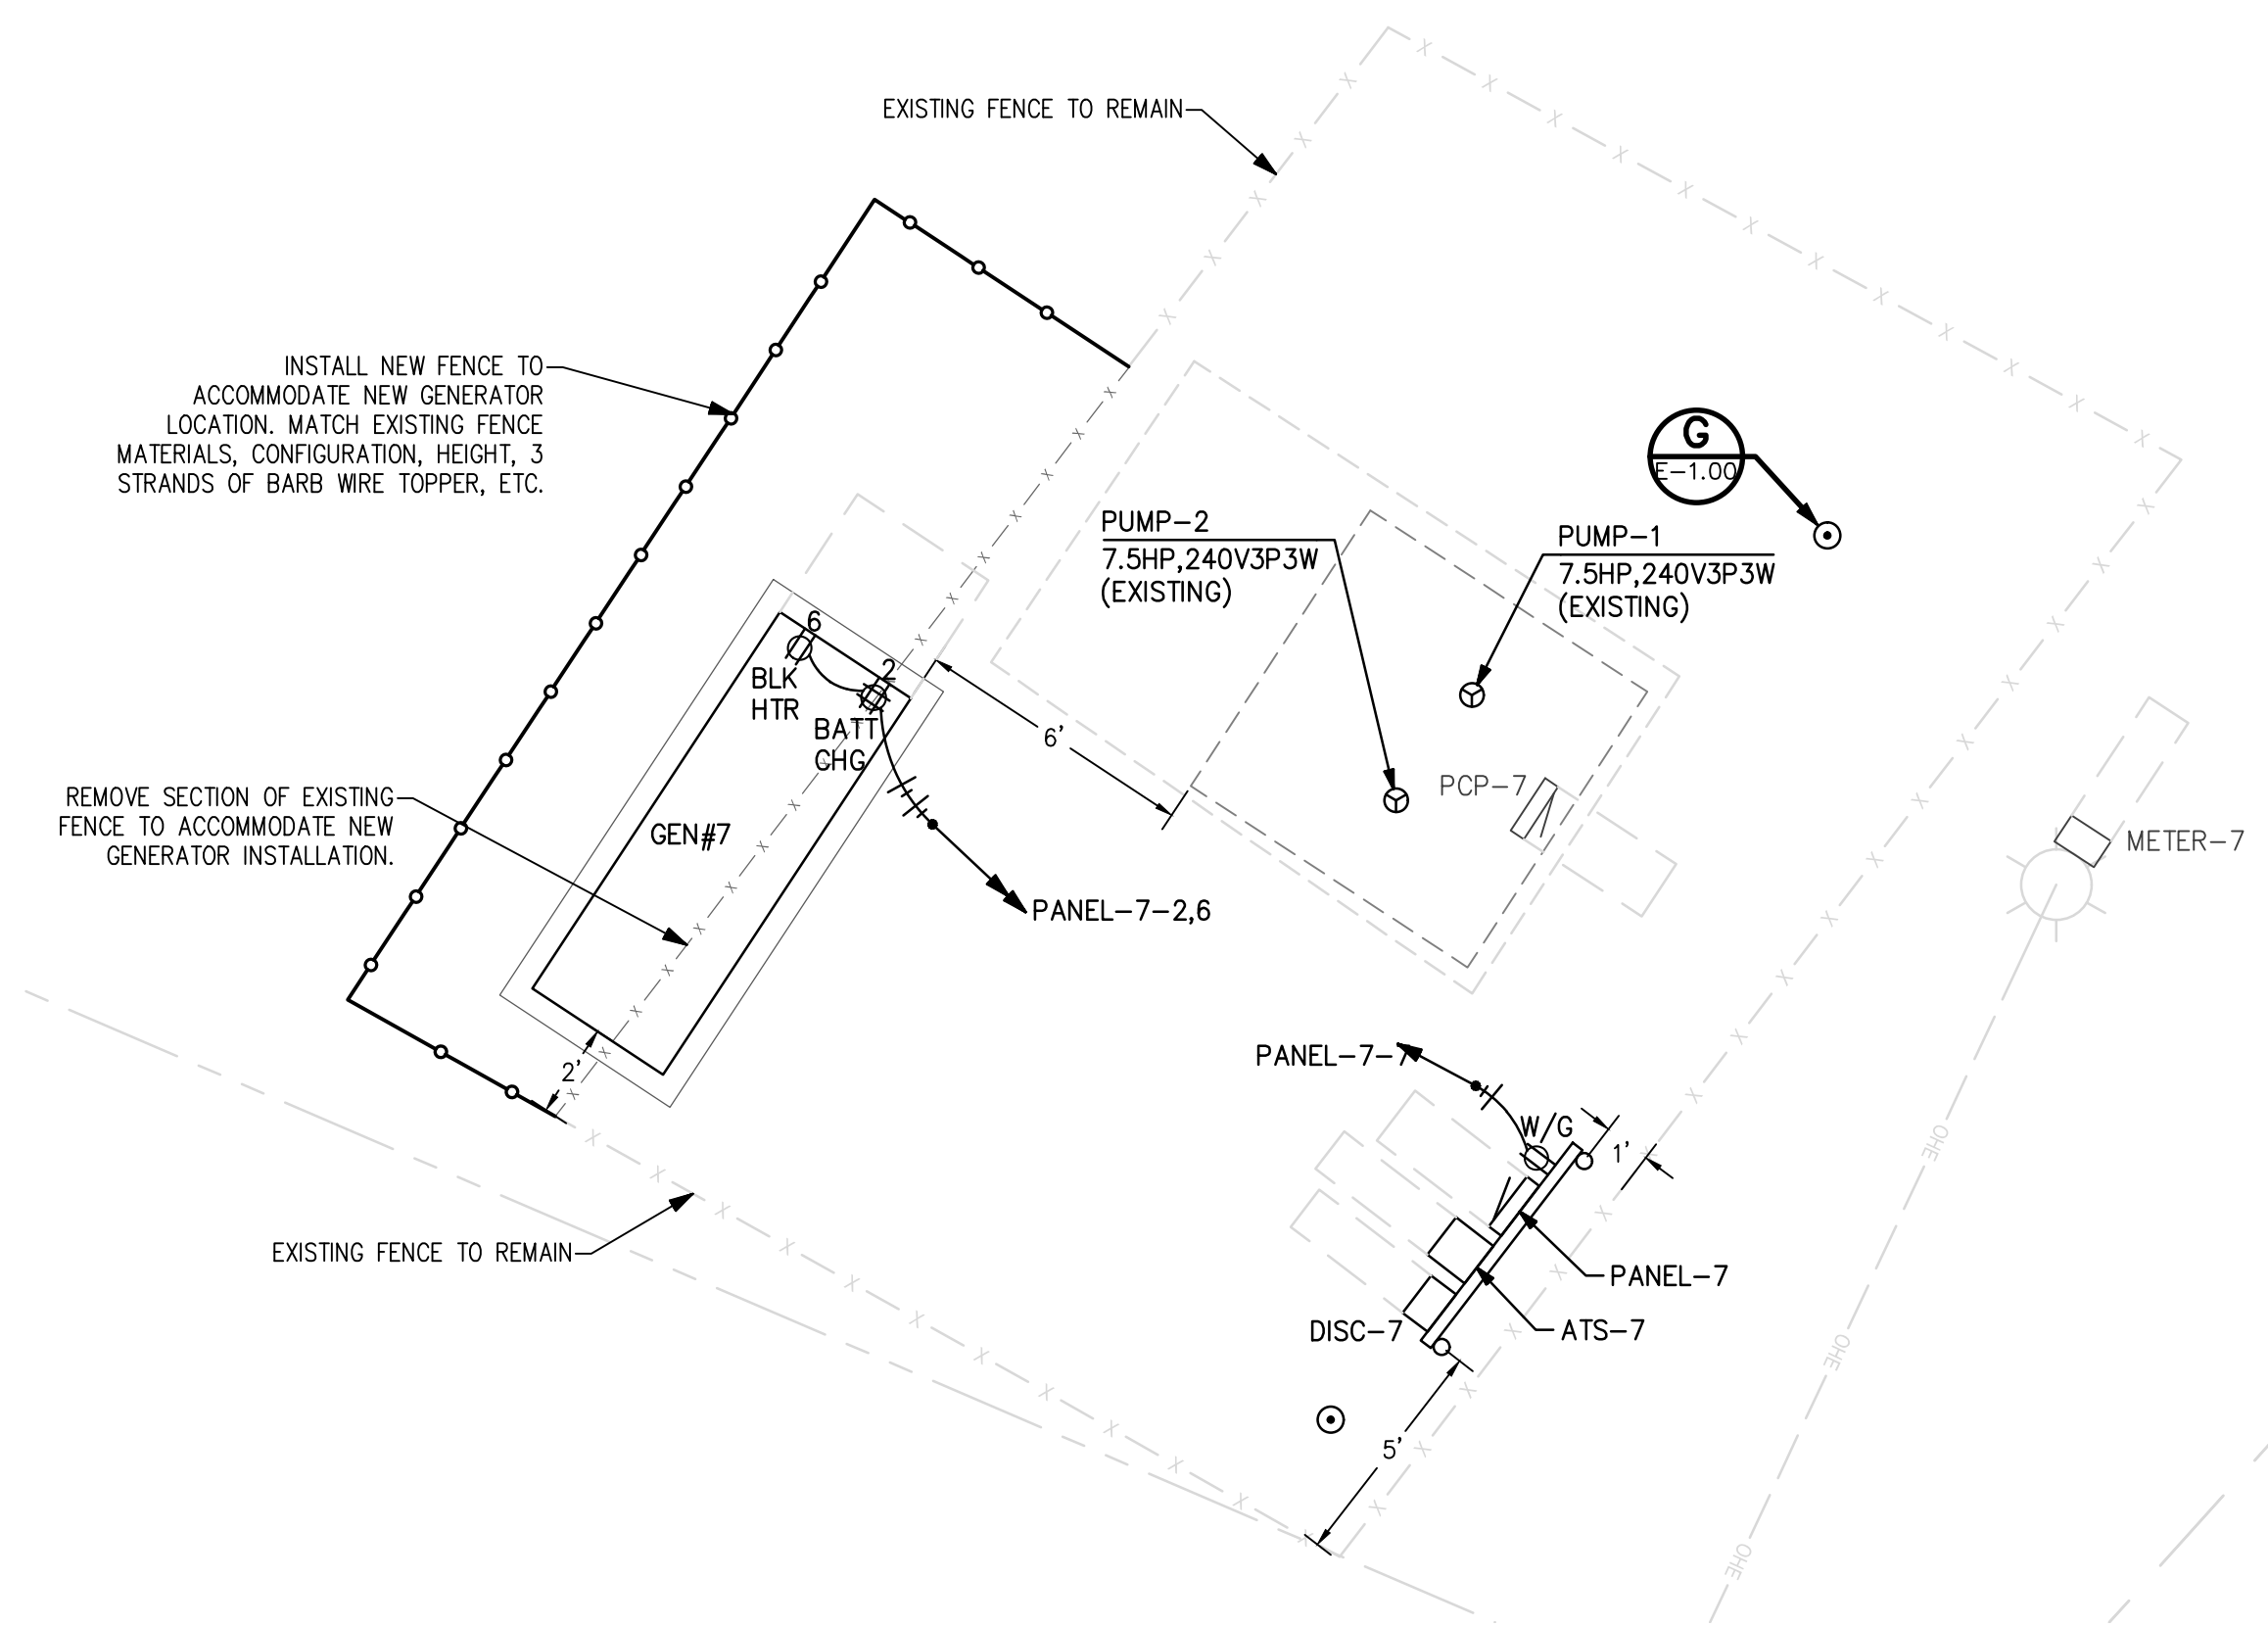 EXISTING FENCE TO REMAIN
INSTALL NEW FENCE TO
ACCOMMODATE NEW GENERATOR
LOCATION. MATCH EXISTING FENCE
MATERIALS, CONFIGURATION, HEIGHT, 3
STRANDS OF BARB WIRE TOPPER, ETC.
G
E-1.00
PUMP-2
7.5HP,240V3P3W
(EXISTING)
PUMP-1
7.5HP,240V3P3W
(EXISTING)
6
2
BLK
HTR
BATT
CHG
6'
PCP-7
METER-7
REMOVE SECTION OF EXISTING
FENCE TO ACCOMMODATE NEW
GENERATOR INSTALLATION.
GEN#7
PANEL-7-2,6
2'
PANEL-7-7
W/G
1'
OHE
EXISTING FENCE TO REMAIN
PANEL-7
DISC-7
ATS-7
OHE
5'
OHE